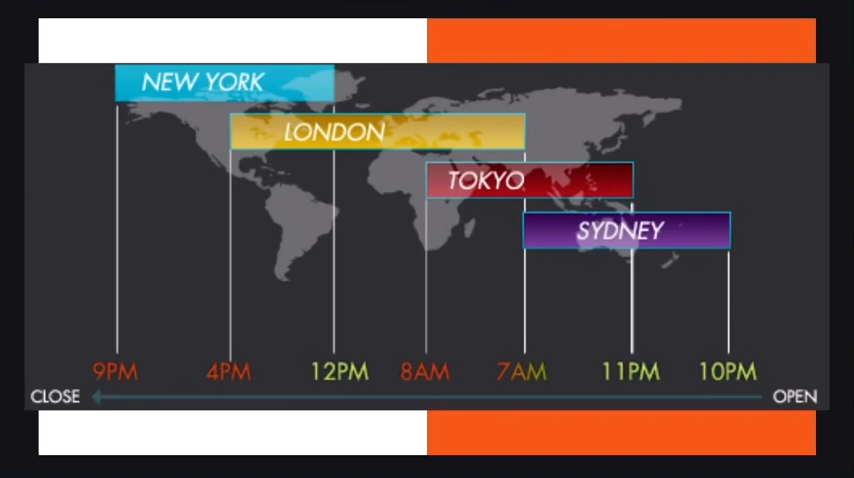 NEW YORK
LONDON
TOKYO
SYDNEY
9PM 4PM 12PM 8AM 7AM 11PM 10PM
CLOSE OPEN